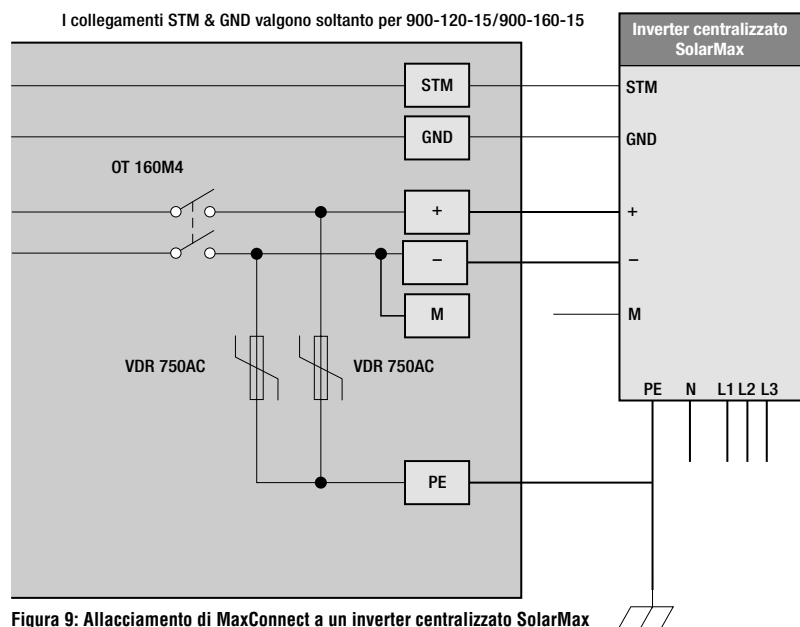 I collegamenti STM & GND valgono soltanto per 900-120-15/900-160-15
Inverter centralizzato
SolarMax
STM
STM
GND
GND
OT 160M4
+
+
–
–
M
M
VDR 750AC
VDR 750AC
PE
N
L1
L2
L3
PE
Figura 9: Allacciamento di MaxConnect a un inverter centralizzato SolarMax